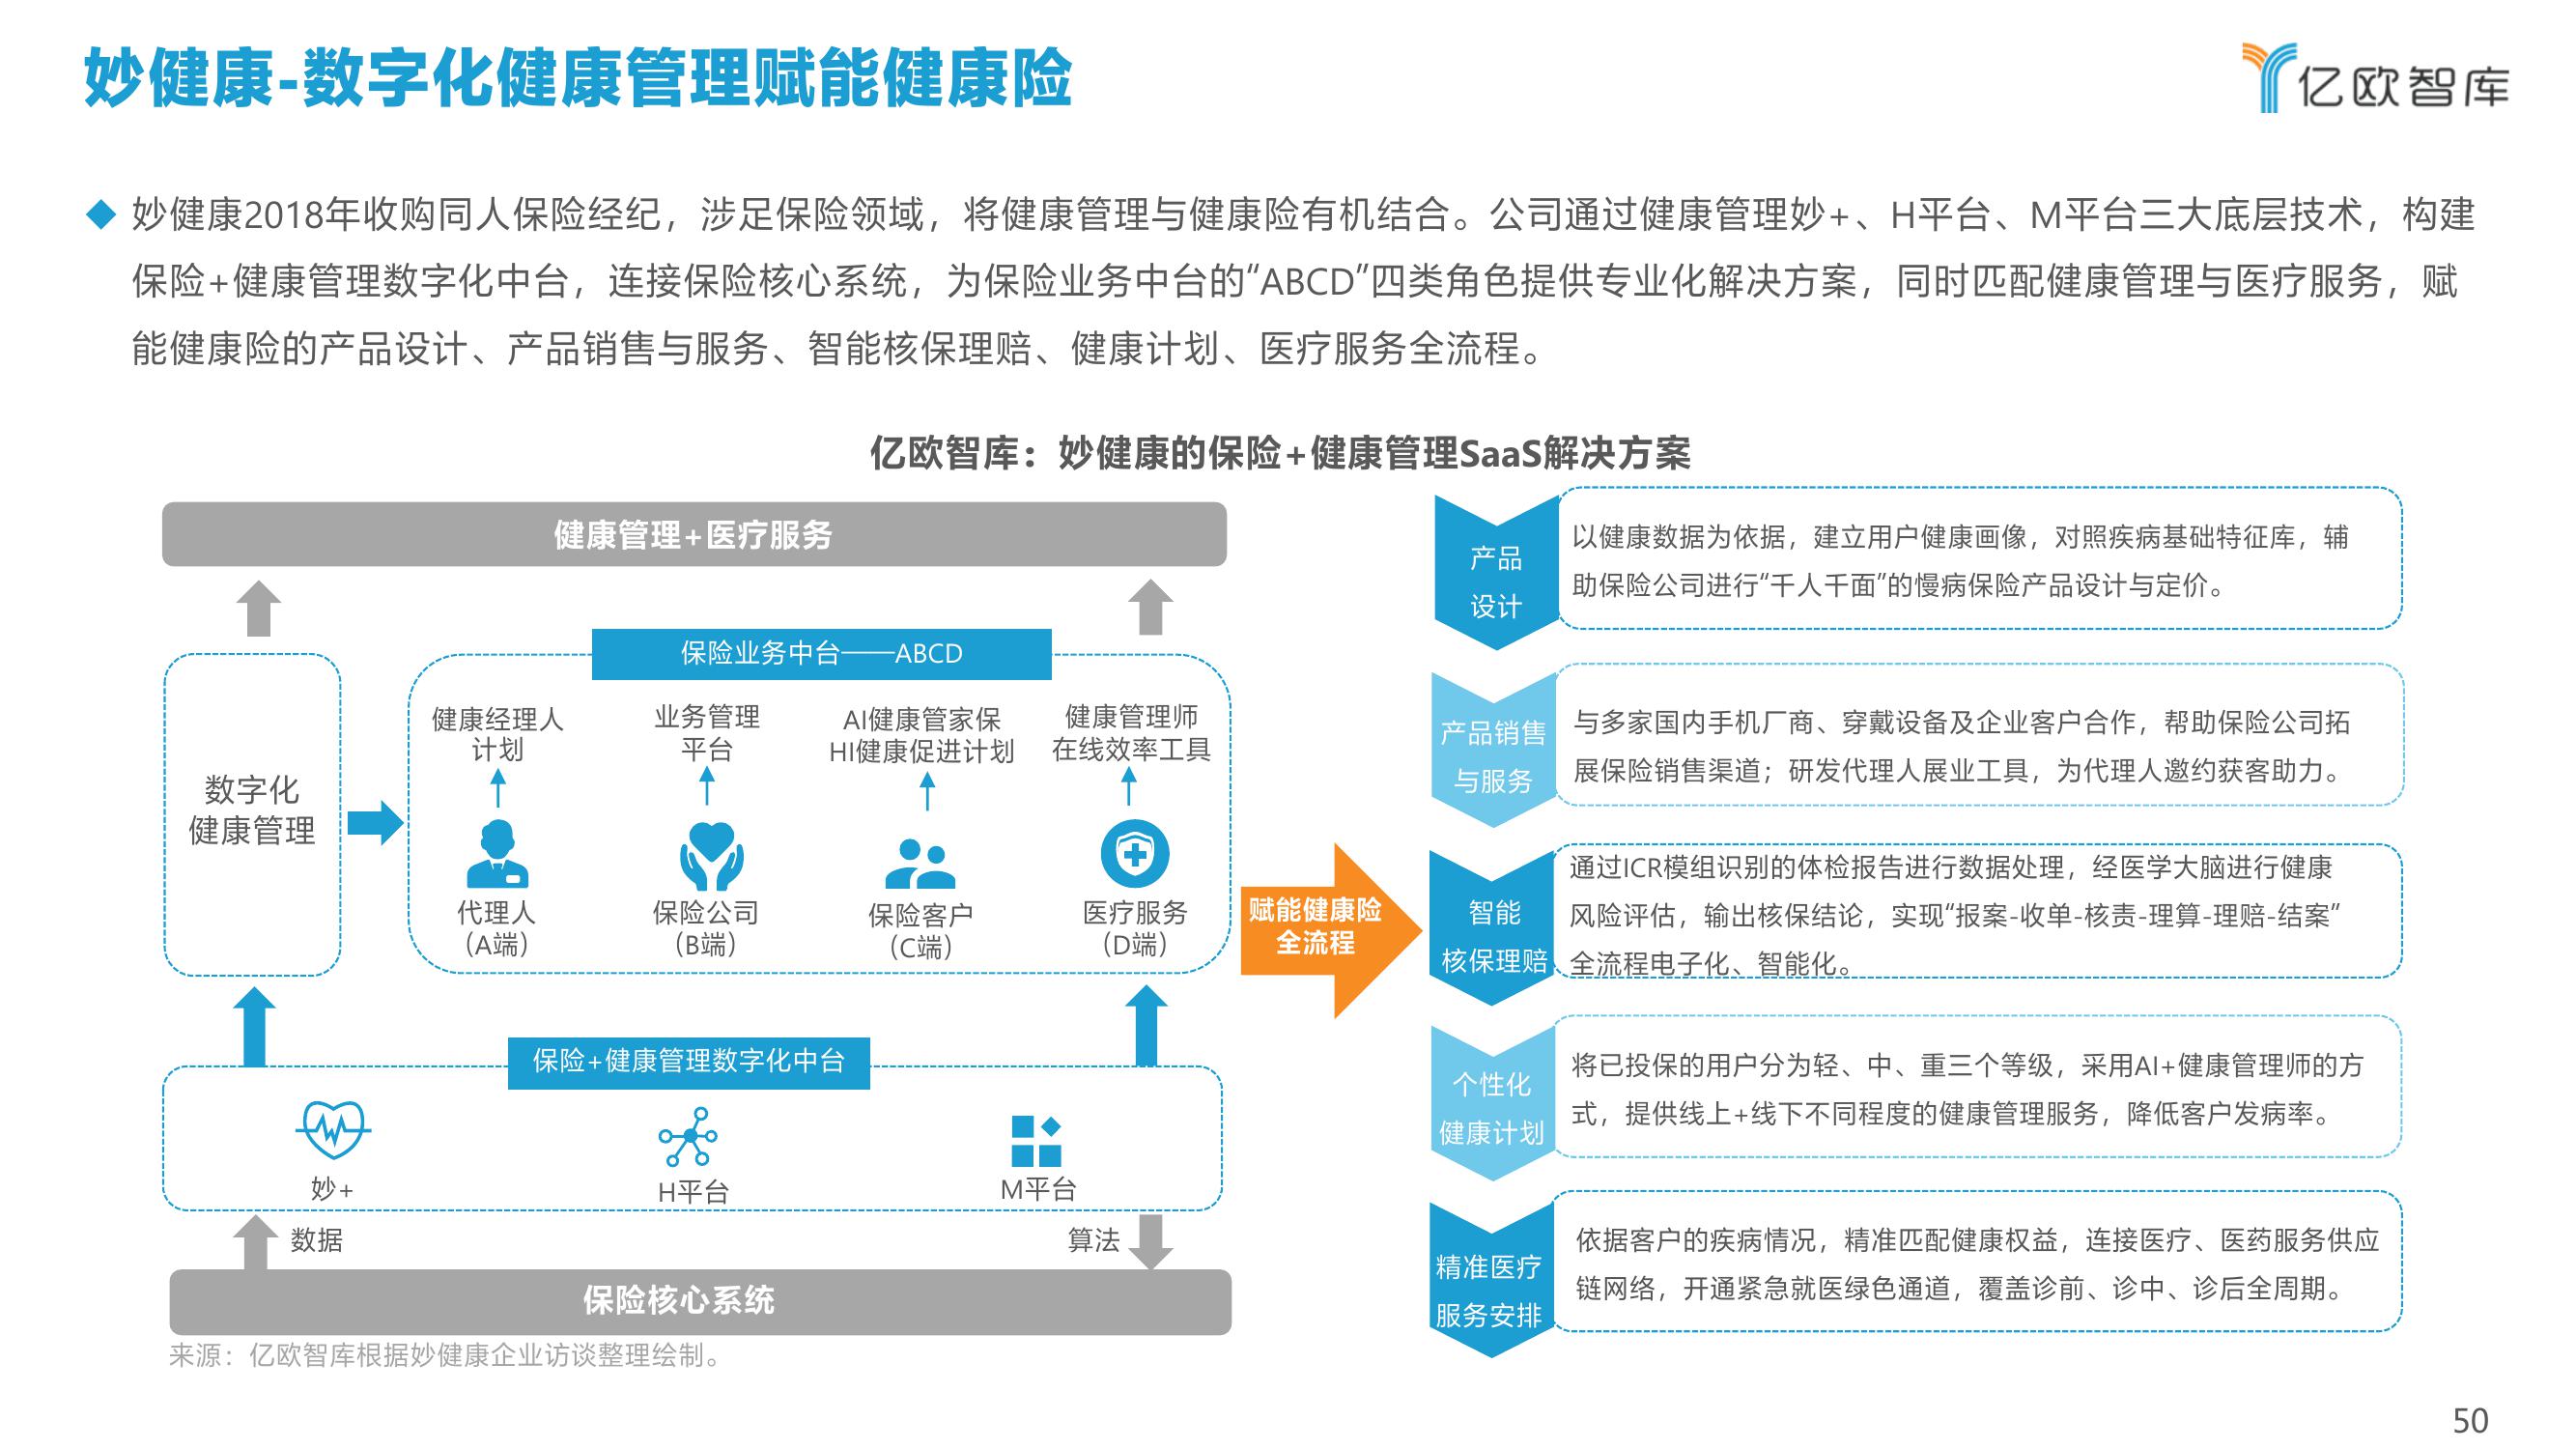 妙健康-数字化健康管理赋能健康险
亿欧智库
妙健康2018年收购同人保险经纪，涉足保险领域，将健康管理与健康险有机结合。公司通过健康管理妙+、H平台、M平台三大底层技术，构建
保险+健康管理数字化中台，连接保险核心系统，为保险业务中台的“ABCD”四类角色提供专业化解决方案，同时匹配健康管理与医疗服务，赋
能健康险的产品设计、产品销售与服务、智能核保理赔、健康计划、医疗服务全流程。
亿欧智库：妙健康的保险+健康管理SaaS解决方案
健康管理+医疗服务
数字化
健康管理
保险业务中台——ABCD
健康经理人
计划
业务管理
平台
AI健康管家保
HI健康促进计划
健康管理师
在线效率工具
代理人
（A端）
保险公司
（B端）
保险客户
（C端）
医疗服务
（D端）
保险+健康管理数字化中台
妙+
H平台
M平台
数据
算法
保险核心系统
赋能健康险
全流程
产品
设计
以健康数据为依据，建立用户健康画像，对照疾病基础特征库，辅
助保险公司进行“千人千面”的慢病保险产品设计与定价。
产品销售
与服务
与多家国内手机厂商、穿戴设备及企业客户合作，帮助保险公司拓
展保险销售渠道；研发代理人展业工具，为代理人邀约获客助力。
智能
核保理赔
通过ICR模组识别的体检报告进行数据处理，经医学大脑进行健康
风险评估，输出核保结论，实现“报案-收单-核责-理算-理赔-结案”
全流程电子化、智能化。
个性化
健康计划
将已投保的用户分为轻、中、重三个等级，采用AI+健康管理师的方
式，提供线上+线下不同程度的健康管理服务，降低客户发病率。
精准医疗
服务安排
依据客户的疾病情况，精准匹配健康权益，连接医疗、医药服务供应
链网络，开通紧急就医绿色通道，覆盖诊前、诊中、诊后全周期。
来源：亿欧智库根据妙健康企业访谈整理绘制。
50